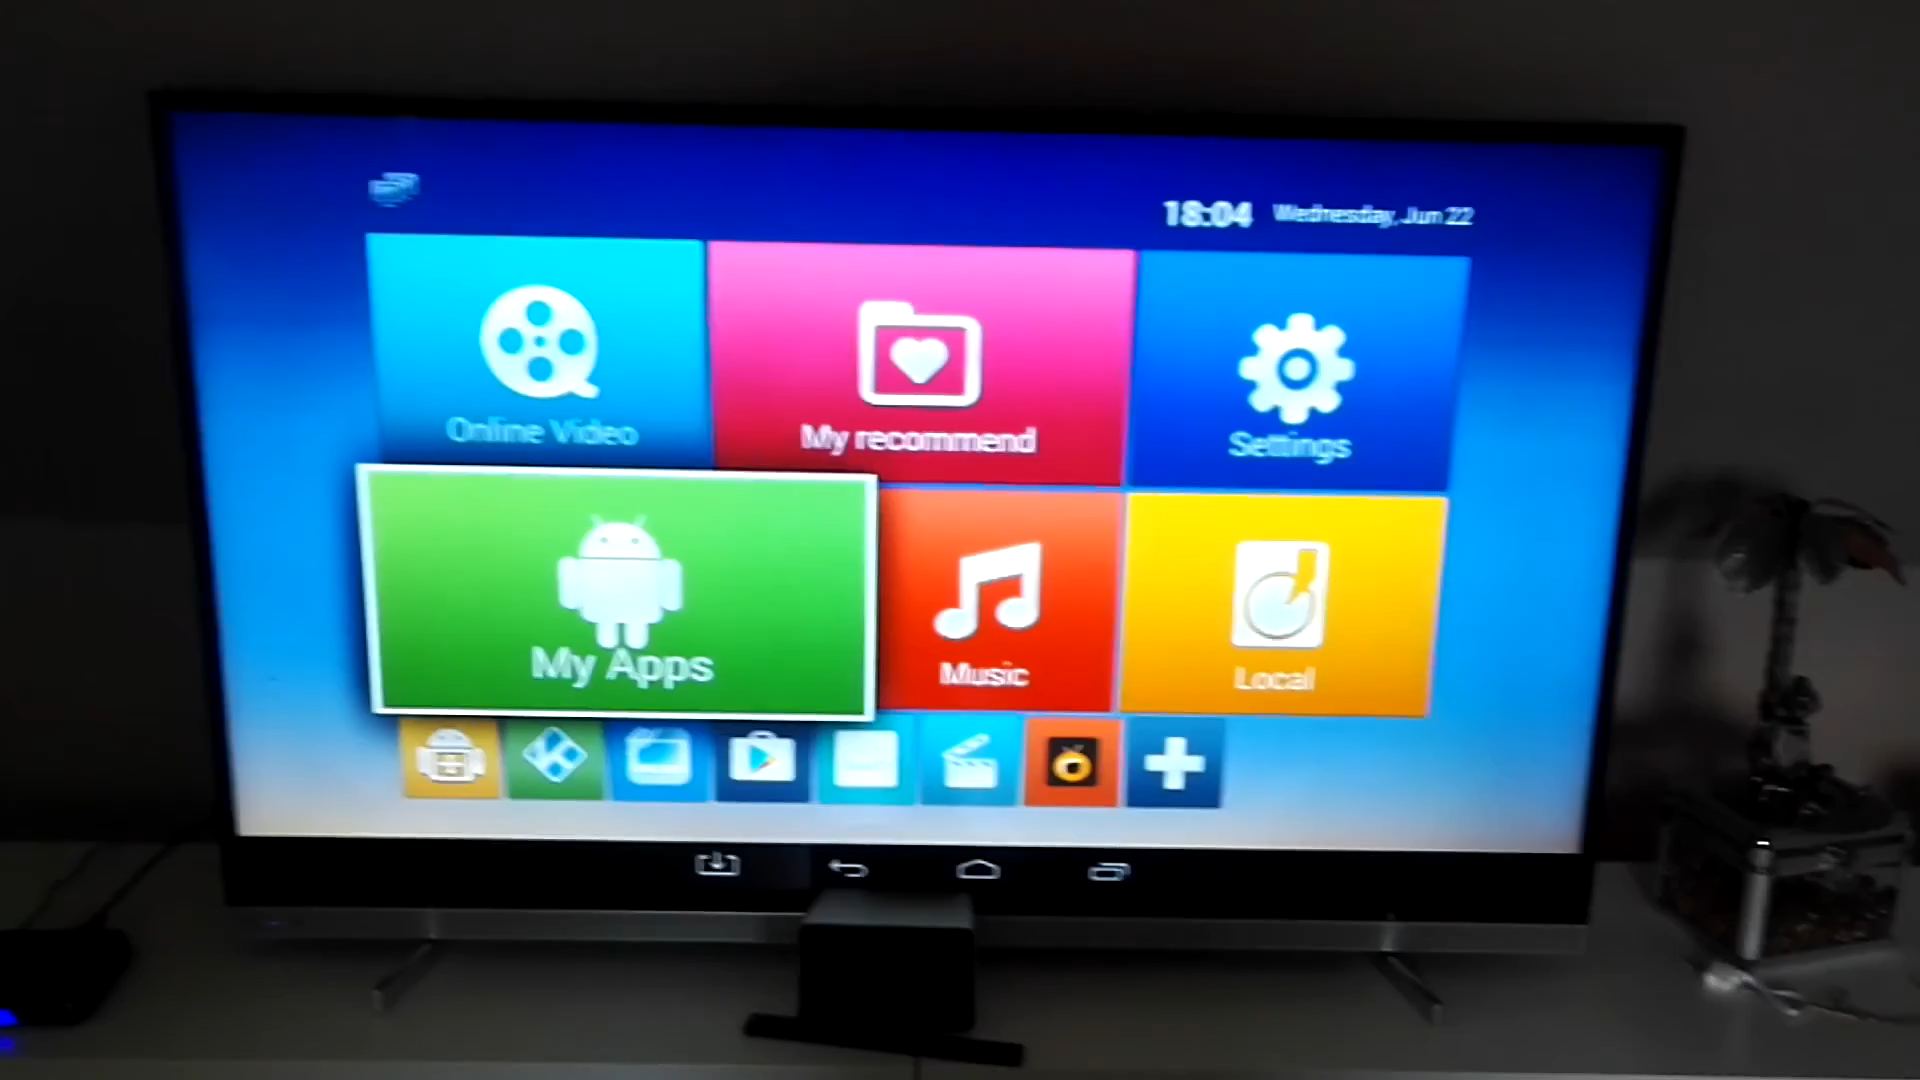 18:04 Wednesday, Jun 22
Online Video
My recommend
Settings
My Apps
Music
Local